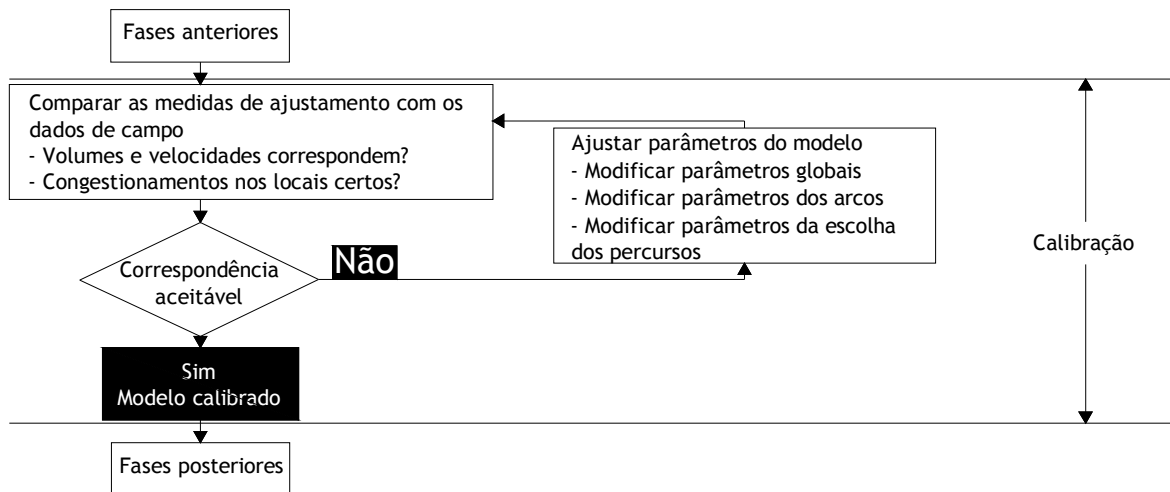 Fases anteriores
Comparar as medidas de ajustamento com os
dados de campo
- Volumes e velocidades correspondem?
- Congestionamentos nos locais certos?
Ajustar parâmetros do modelo
- Modificar parâmetros globais
- Modificar parâmetros dos arcos
- Modificar parâmetros da escolha
dos percursos
Calibração
Correspondência
aceitável
Não
Sim
Modelo calibrado
Fases posteriores